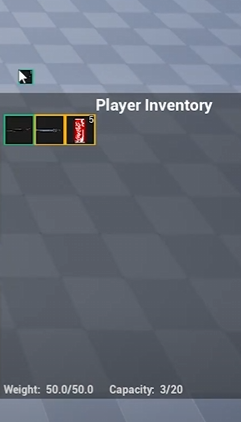 Player Inventory
5
Weight: 50.0/50.0 Capacity: 3/20